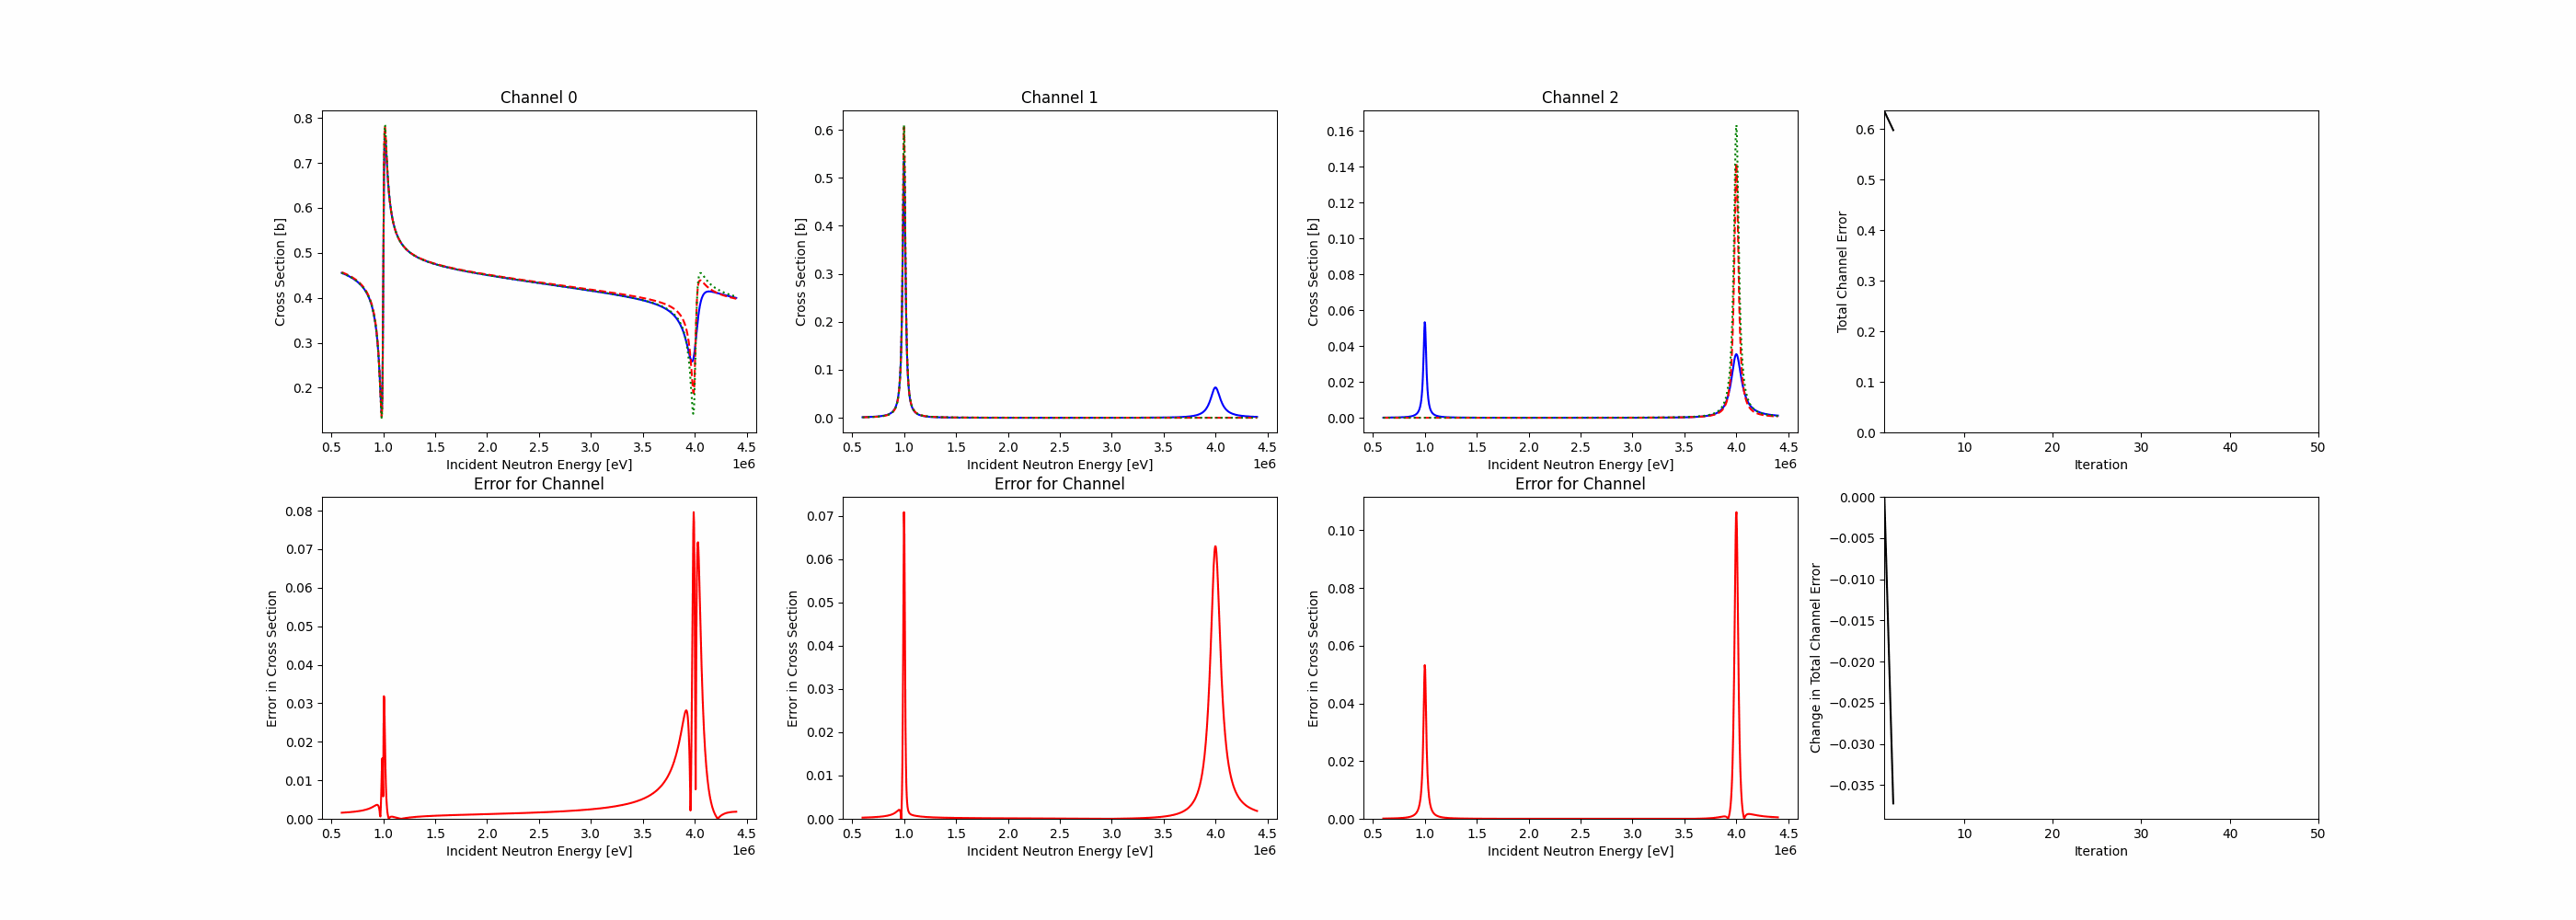 Channel 0
Cross Section [b]
0.8
0.7
0.6
0.5
0.4
0.3
0.2
0.5 1.0 1.5 2.0 2.5 3.0 3.5 4.0 4.5
1e6
Incident Neutron Energy [eV]
Channel 1
Cross Section [b]
0.6
0.5
0.4
0.3
0.2
0.1
0.0
0.5 1.0 1.5 2.0 2.5 3.0 3.5 4.0 4.5
1e6
Incident Neutron Energy [eV]
Channel 2
Cross Section [b]
0.16
0.14
0.12
0.10
0.08
0.06
0.04
0.02
0.00
0.5 1.0 1.5 2.0 2.5 3.0 3.5 4.0 4.5
1e6
Incident Neutron Energy [eV]
Total Channel Error
0.6
0.5
0.4
0.3
0.2
0.1
0.0
10 20 30 40 50
Iteration
Error for Channel
Error in Cross Section
0.08
0.07
0.06
0.05
0.04
0.03
0.02
0.01
0.00
0.5 1.0 1.5 2.0 2.5 3.0 3.5 4.0 4.5
1e6
Incident Neutron Energy [eV]
Error for Channel
Error in Cross Section
0.07
0.06
0.05
0.04
0.03
0.02
0.01
0.00
0.5 1.0 1.5 2.0 2.5 3.0 3.5 4.0 4.5
1e6
Incident Neutron Energy [eV]
Error for Channel
Error in Cross Section
0.10
0.08
0.06
0.04
0.02
0.00
0.5 1.0 1.5 2.0 2.5 3.0 3.5 4.0 4.5
1e6
Incident Neutron Energy [eV]
Change in Total Channel Error
0.000
−0.005
−0.010
−0.015
−0.020
−0.025
−0.030
−0.035
10 20 30 40 50
Iteration